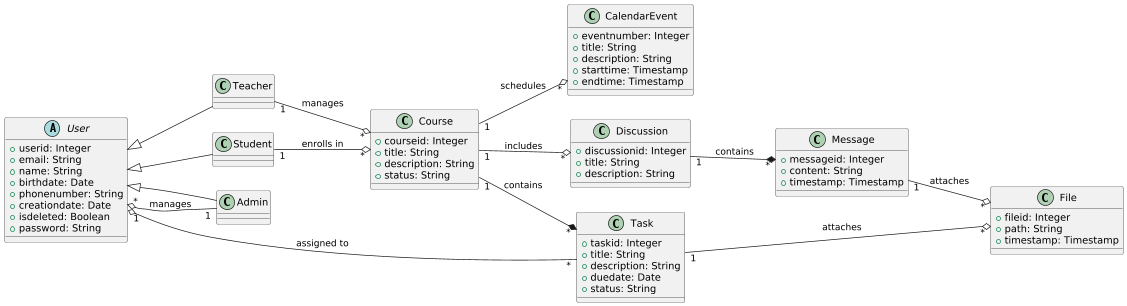 C CalendarEvent
eventnumber: Integer
title: String
description: String
starttime: Timestamp
endtime: Timestamp
C Teacher
schedules
*
1
manages
*
A User
userid: Integer
email: String
name: String
birthdate: Date
phonenumber: String
creationdate: Date
isdeleted: Boolean
password: String
C Student
1
enrolls in
*
C Course
courseid: Integer
title: String
description: String
status: String
1
includes
*
1
contains
*
C Discussion
discussionid: Integer
title: String
description: String
1
contains
*
C Message
messageid: Integer
content: String
timestamp: Timestamp
1
attaches
*
C Admin
*
manages
1
1
assigned to
*
C Task
taskid: Integer
title: String
description: String
duedate: Date
status: String
1
attaches
*
C File
fileid: Integer
path: String
timestamp: Timestamp